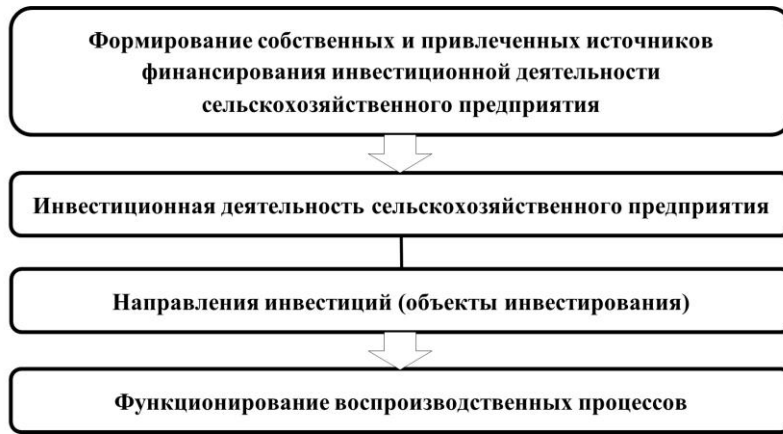 Формирование собственных и привлеченных источников
финансирования инвестиционной деятельности
сельскохозяйственного предприятия
Инвестиционная деятельность сельскохозяйственного предприятия
Направления инвестиций (объекты инвестирования)
Функционирование воспроизводственных процессов